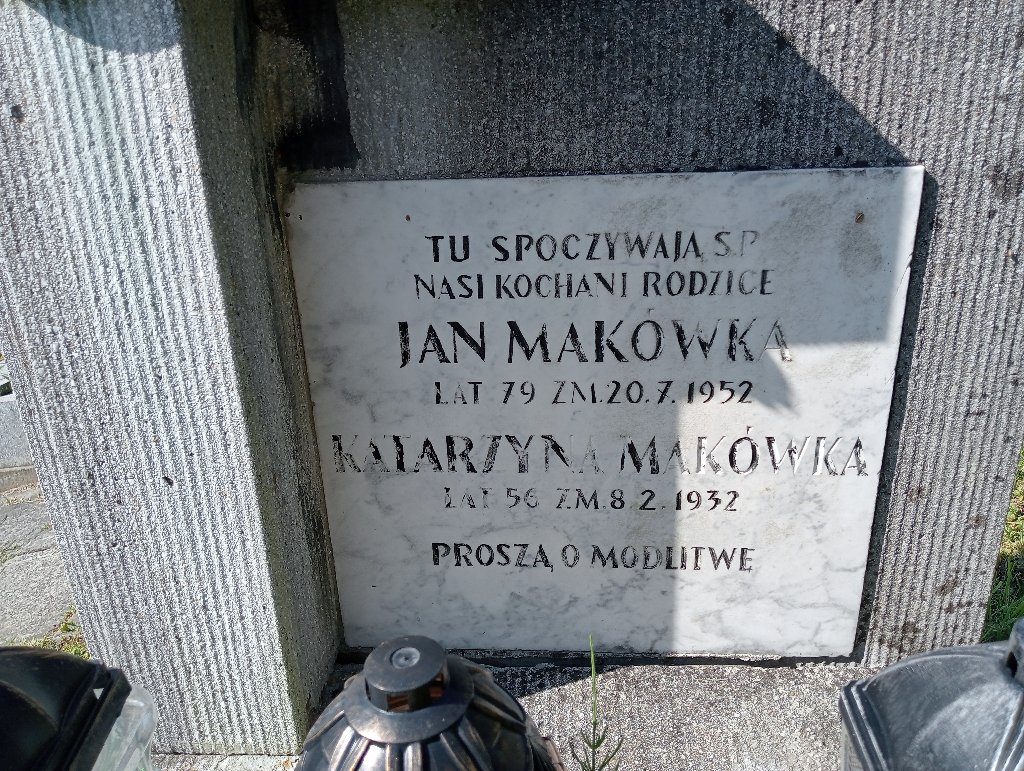 TU SPOCZYWAJĄ Ś.P.
NASI KOCHANI RODZICE
JAN MAKÓWKA
LAT 79 ZM. 20. 7. 1952
KATARZYNA MAKÓWKA
LAT 56 ZM. 8. 2. 1932
PROSZĄ O MODLITWĘ